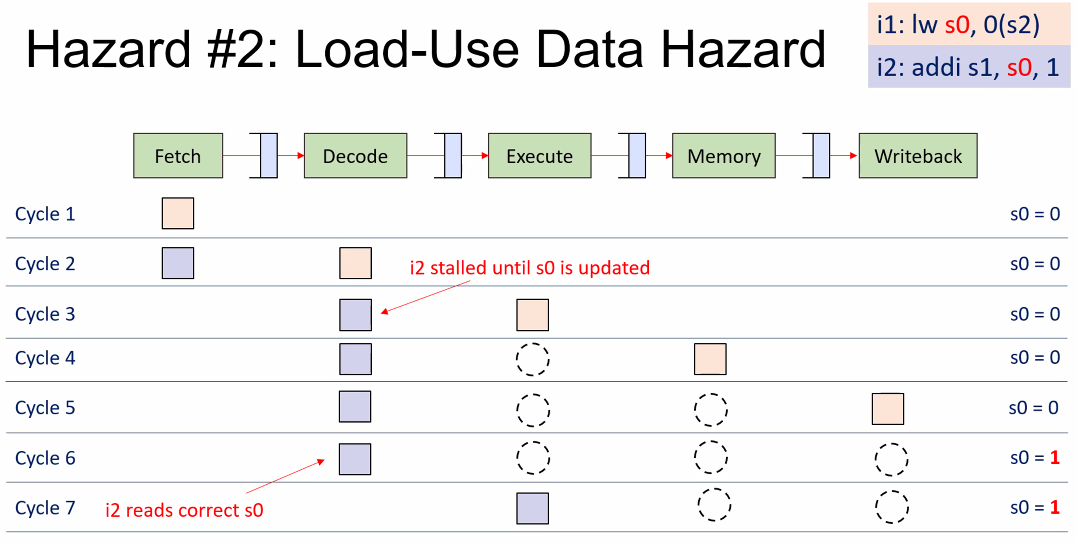 Hazard #2: Load-Use Data Hazard
i1: lw s0, 0(s2)
i2: addi s1, s0, 1
Fetch Decode Execute Memory Writeback
Cycle 1 s0 = 0
Cycle 2 i2 stalled until s0 is updated s0 = 0
Cycle 3 s0 = 0
Cycle 4 s0 = 0
Cycle 5 s0 = 0
Cycle 6 s0 = 1
Cycle 7 i2 reads correct s0 s0 = 1